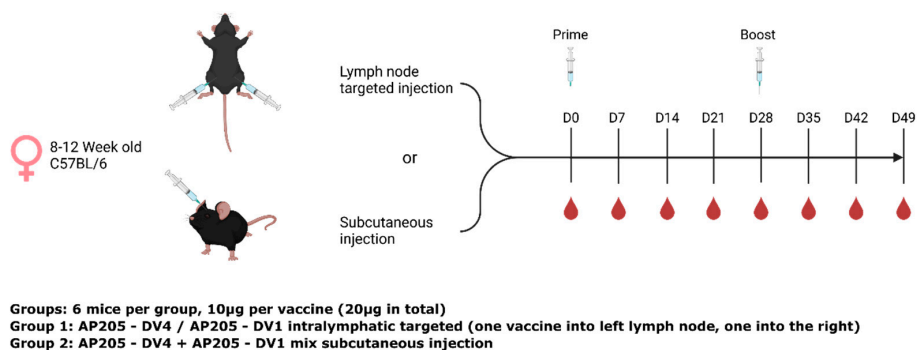 Prime
Boost
Lymph node
targeted injection
D0 D7 D14 D21 D28 D35 D42 D49
8-12 Week old
C57BL/6
or
Subcutaneous
injection
Groups: 6 mice per group, 10µg per vaccine (20µg in total)
Group 1: AP205 - DV4 / AP205 - DV1 intralymphatic targeted (one vaccine into left lymph node, one into the right)
Group 2: AP205 - DV4 + AP205 - DV1 mix subcutaneous injection